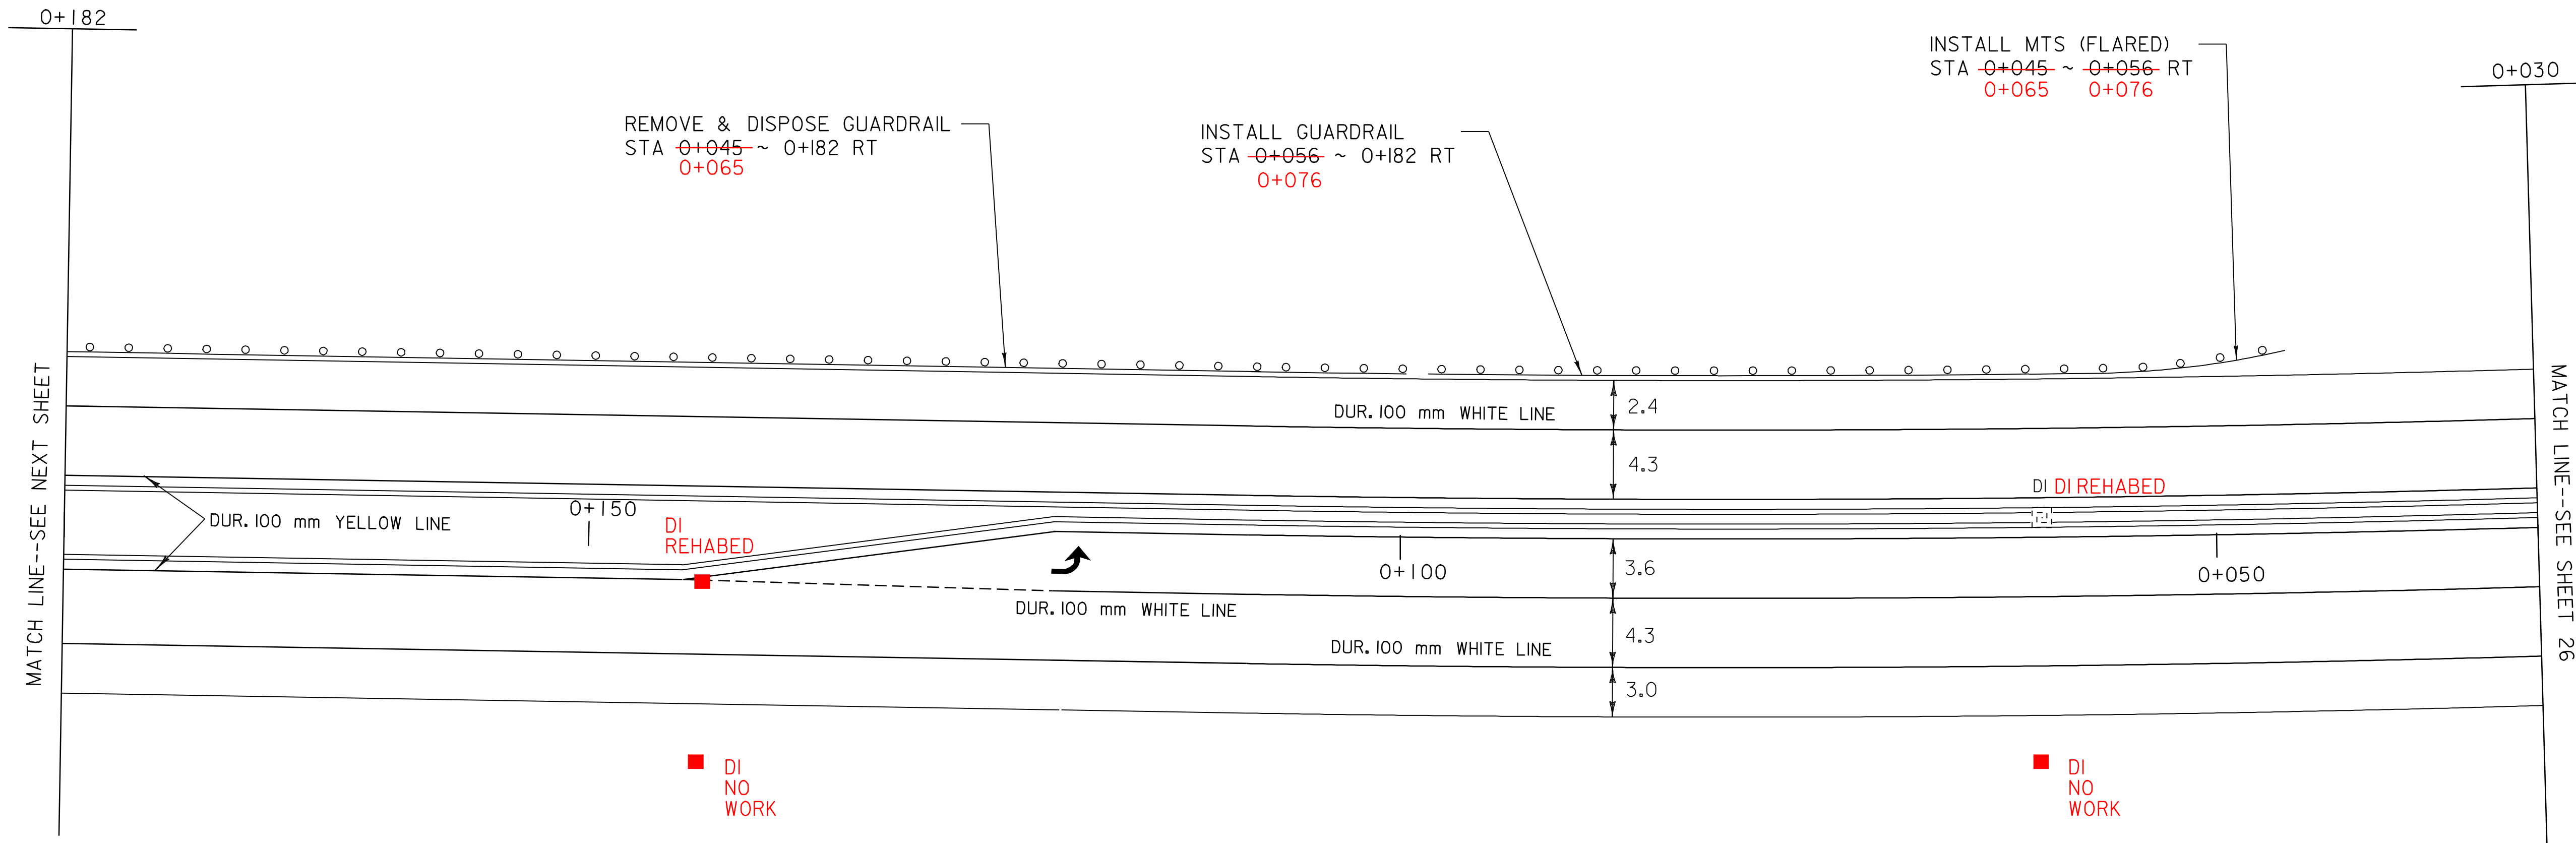 0+182
INSTALL MTS (FLARED)
STA 0+045 ~ 0+056 RT
0+065 0+076
0+030
REMOVE & DISPOSE GUARDRAIL
STA 0+045 ~ 0+182 RT
0+065
INSTALL GUARDRAIL
STA 0+056 ~ 0+182 RT
0+076
MATCH LINE--SEE NEXT SHEET
MATCH LINE--SEE SHEET 26
DUR. 100 mm WHITE LINE
2.4
4.3
DI DI REHABED
0+150
DUR. 100 mm YELLOW LINE
DI
REHABED
0+100
3.6
0+050
DUR. 100 mm WHITE LINE
4.3
DUR. 100 mm WHITE LINE
3.0
DI
NO
WORK
DI
NO
WORK